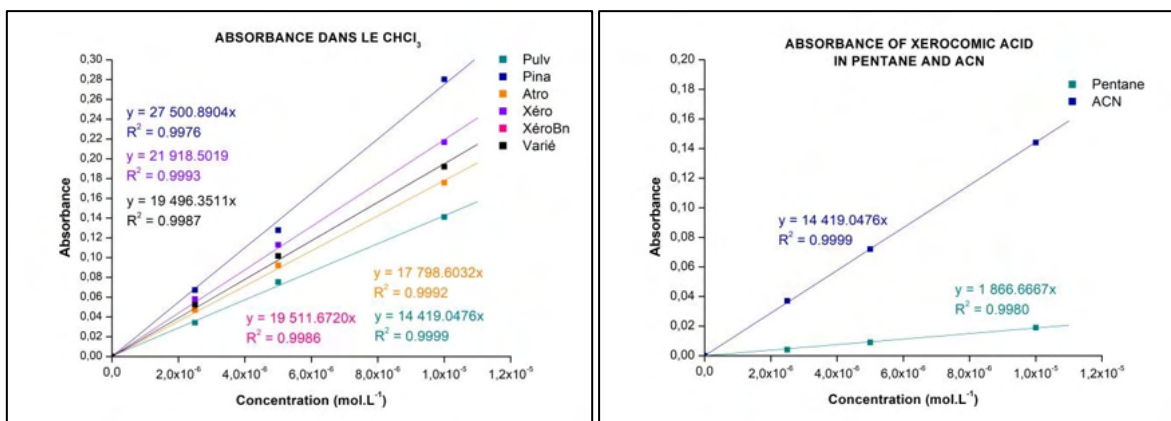 ABSORBANCE DANS LE CHCl3
0,30
0,28
0,26
0,24
0,22
0,20
0,18
0,16
0,14
0,12
0,10
0,08
0,06
0,04
0,02
0,00
Absorbance
Pulv
Pina
Atro
Xéro
XéroBn
Varié
y = 27 500.8904x
R² = 0.9976
y = 21 918.5019
R² = 0.9993
y = 19 496.3511x
R² = 0.9987
y = 17 798.6032x
R² = 0.9992
y = 19 511.6720x
R² = 0.9986
y = 14 419.0476x
R² = 0.9999
0,0 2,0x10⁻⁶ 4,0x10⁻⁶ 6,0x10⁻⁶ 8,0x10⁻⁶ 1,0x10⁻⁵ 1,2x10⁻⁵
Concentration (mol.L⁻¹)
ABSORBANCE OF XEROCOMIC ACID
IN PENTANE AND ACN
0,20
0,18
0,16
0,14
0,12
0,10
0,08
0,06
0,04
0,02
0,00
Absorbance
Pentane
ACN
y = 14 419.0476x
R² = 0.9999
y = 1 866.6667x
R² = 0.9980
0,0 2,0x10⁻⁶ 4,0x10⁻⁶ 6,0x10⁻⁶ 8,0x10⁻⁶ 1,0x10⁻⁵ 1,2x10⁻⁵
Concentration (mol.L⁻¹)